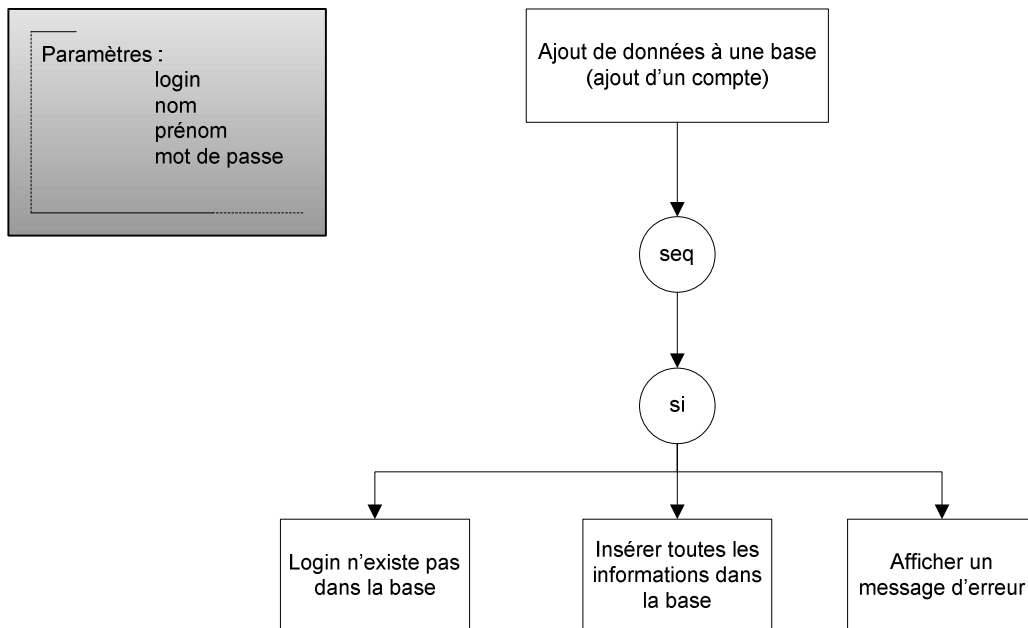 Paramètres :
login
nom
prénom
mot de passe
Ajout de données à une base
(ajout d'un compte)
seq
si
Login n'existe pas
dans la base
Insérer toutes les
informations dans
la base
Afficher un
message d'erreur